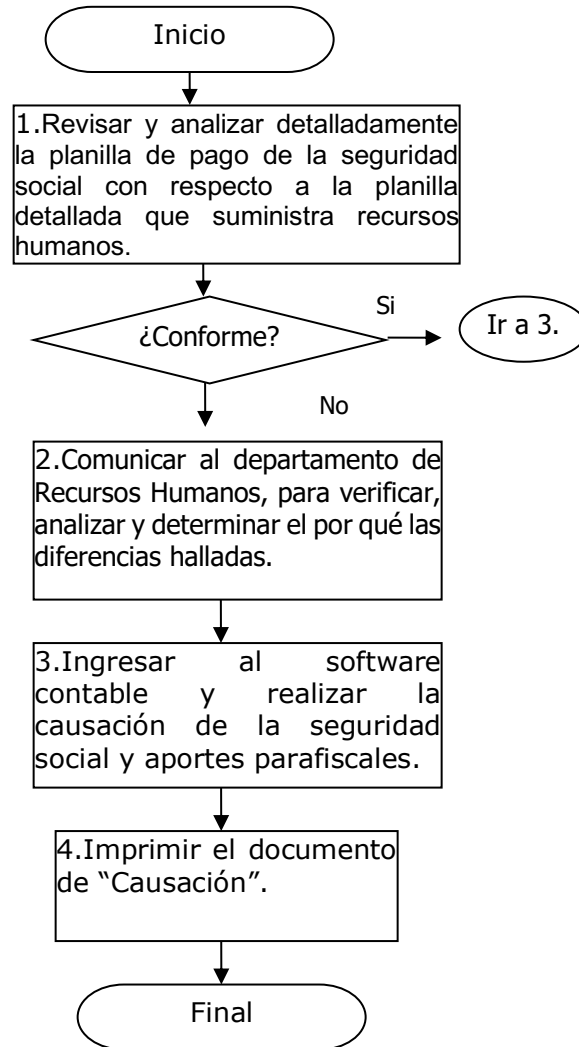 Inicio
1.Revisar y analizar detalladamente
la planilla de pago de la seguridad
social con respecto a la planilla
detallada que suministra recursos
humanos.
Si
¿Conforme?
Ir a 3.
No
2.Comunicar al departamento de
Recursos Humanos, para verificar,
analizar y determinar el por qué las
diferencias halladas.
3.Ingresar al software
contable y realizar la
causación de la seguridad
social y aportes parafiscales.
4.Imprimir el documento
de “Causación”.
Final